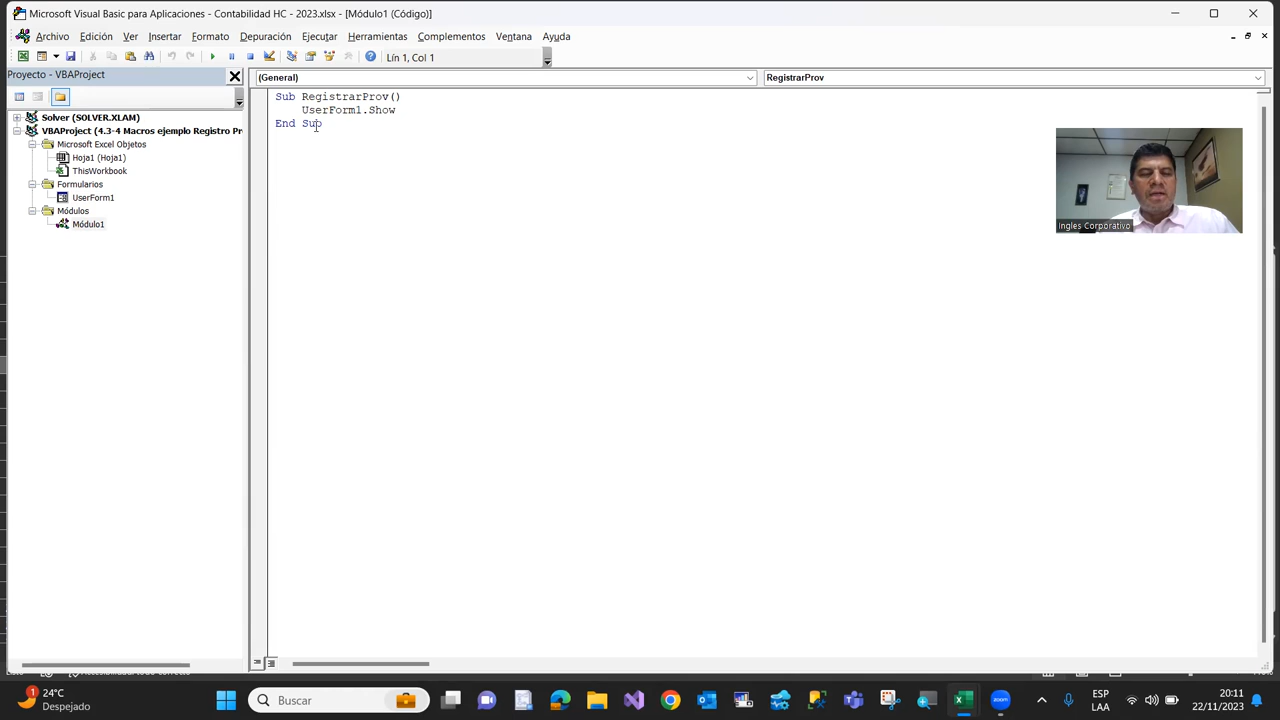 Microsoft Visual Basic para Aplicaciones - Contabilidad HC - 2023.xlsx - [Módulo1 (Código)]
Archivo Edición Ver Insertar Formato Depuración Ejecutar Herramientas Complementos Ventana Ayuda
Lín 1, Col 1
Proyecto - VBAProject
(General)
RegistrarProv
Solver (SOLVER.XLAM)
VBAProject (4.3-4 Macros ejemplo Registro Pr
Microsoft Excel Objetos
Hoja1 (Hoja1)
ThisWorkbook
Formularios
UserForm1
Módulos
Módulo1
Sub RegistrarProv()
UserForm1.Show
End Sub
Ingles Corporativo
1
24°C
Despejado
Buscar
zoom
ESP
LAA
20:11
22/11/2023